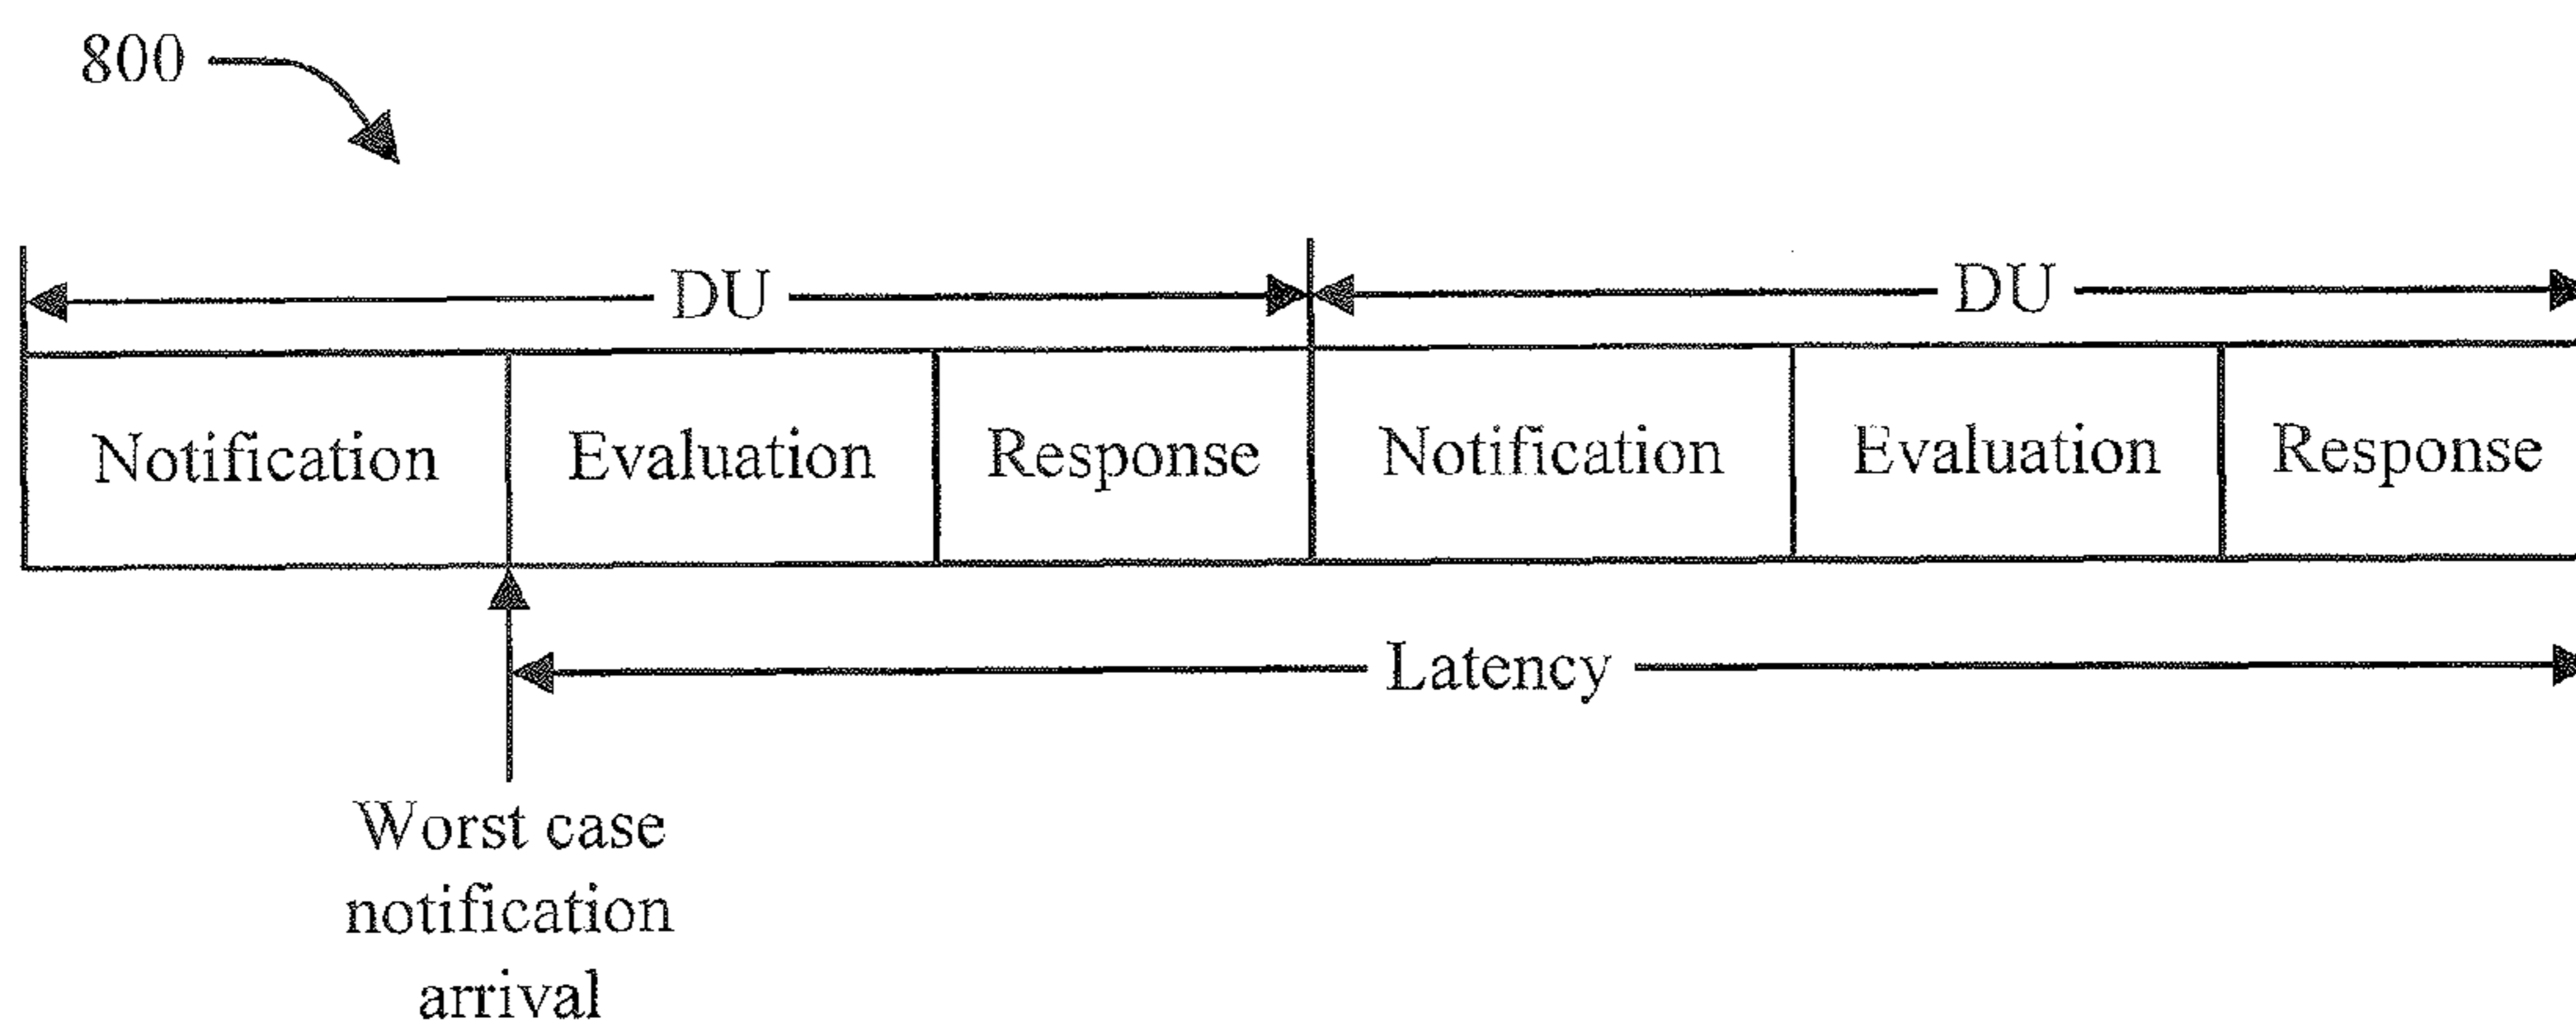 800
DU DU
Notification Evaluation Response Notification Evaluation Response
Latency
Worst case
notification
arrival